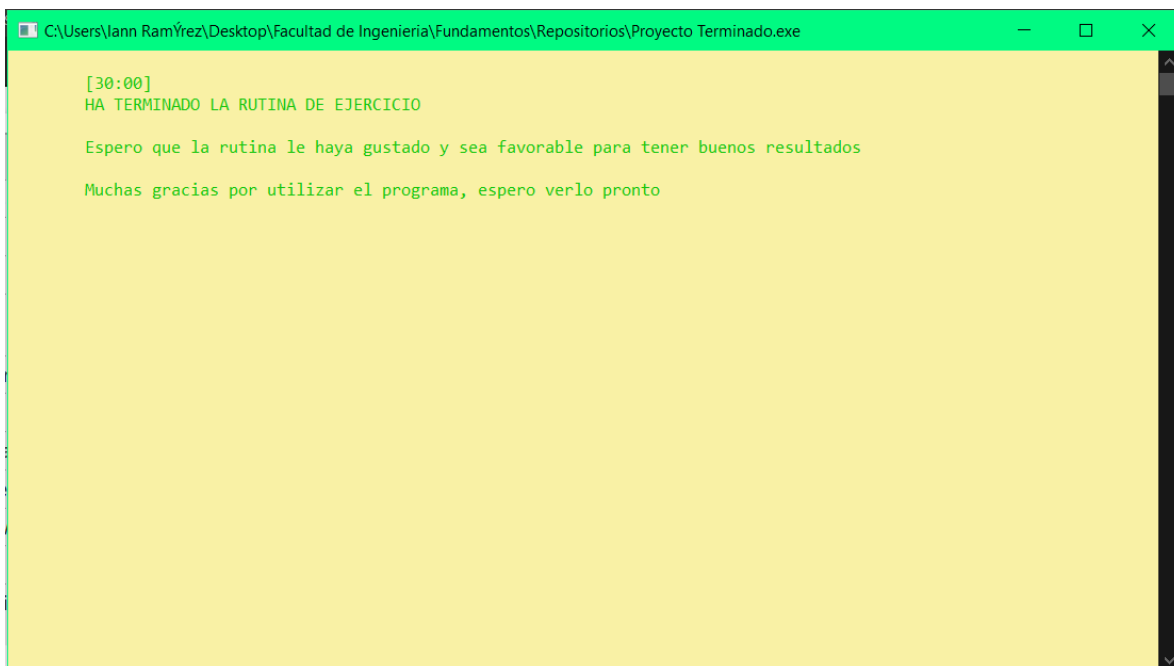 C:\Users\Iann RamÝrez\Desktop\Facultad de Ingenieria\Fundamentos\Repositorios\Proyecto Terminado.exe
[30:00]
HA TERMINADO LA RUTINA DE EJERCICIO
Espero que la rutina le haya gustado y sea favorable para tener buenos resultados
Muchas gracias por utilizar el programa, espero verlo pronto